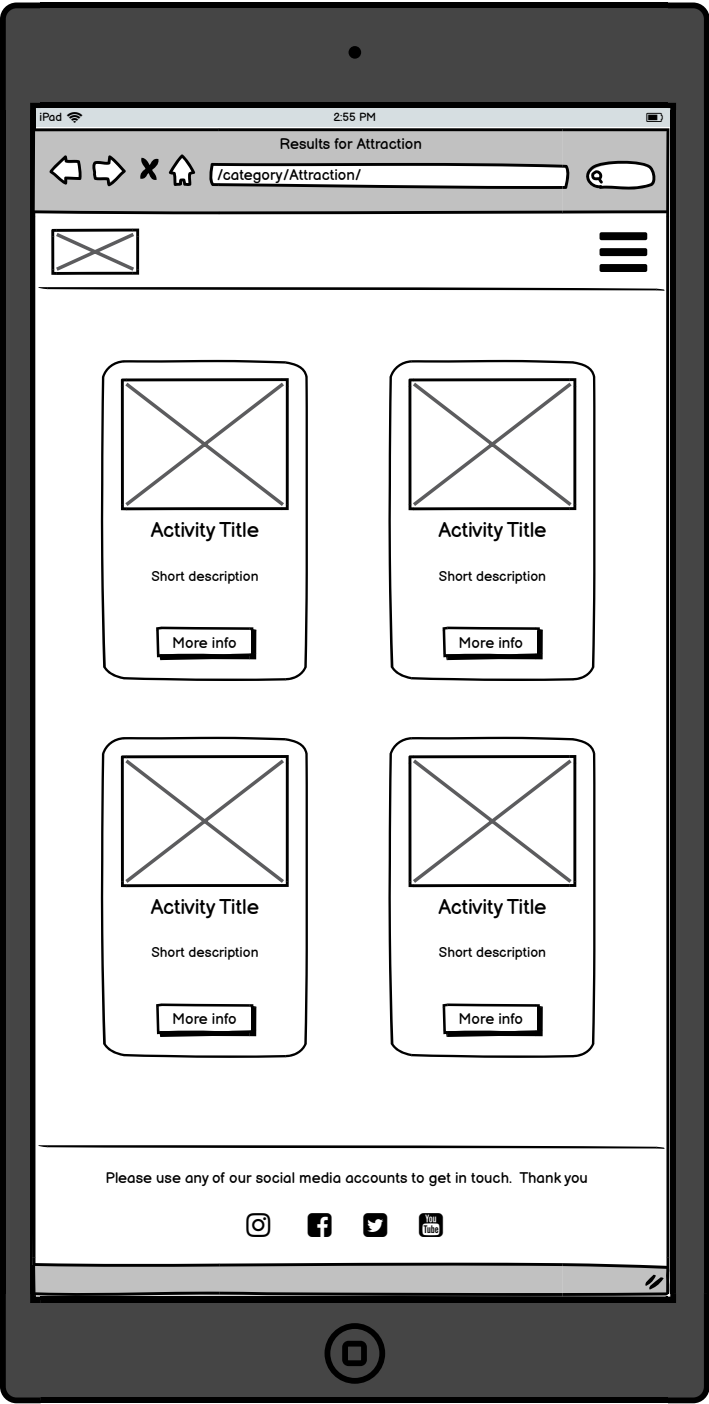 iPad 2:55 PM
Results for Attraction
/category/Attraction/
Activity Title Activity Title
Short description Short description
More info More info
Activity Title Activity Title
Short description Short description
More info More info
Please use any of our social media accounts to get in touch. Thank you
You
Tube